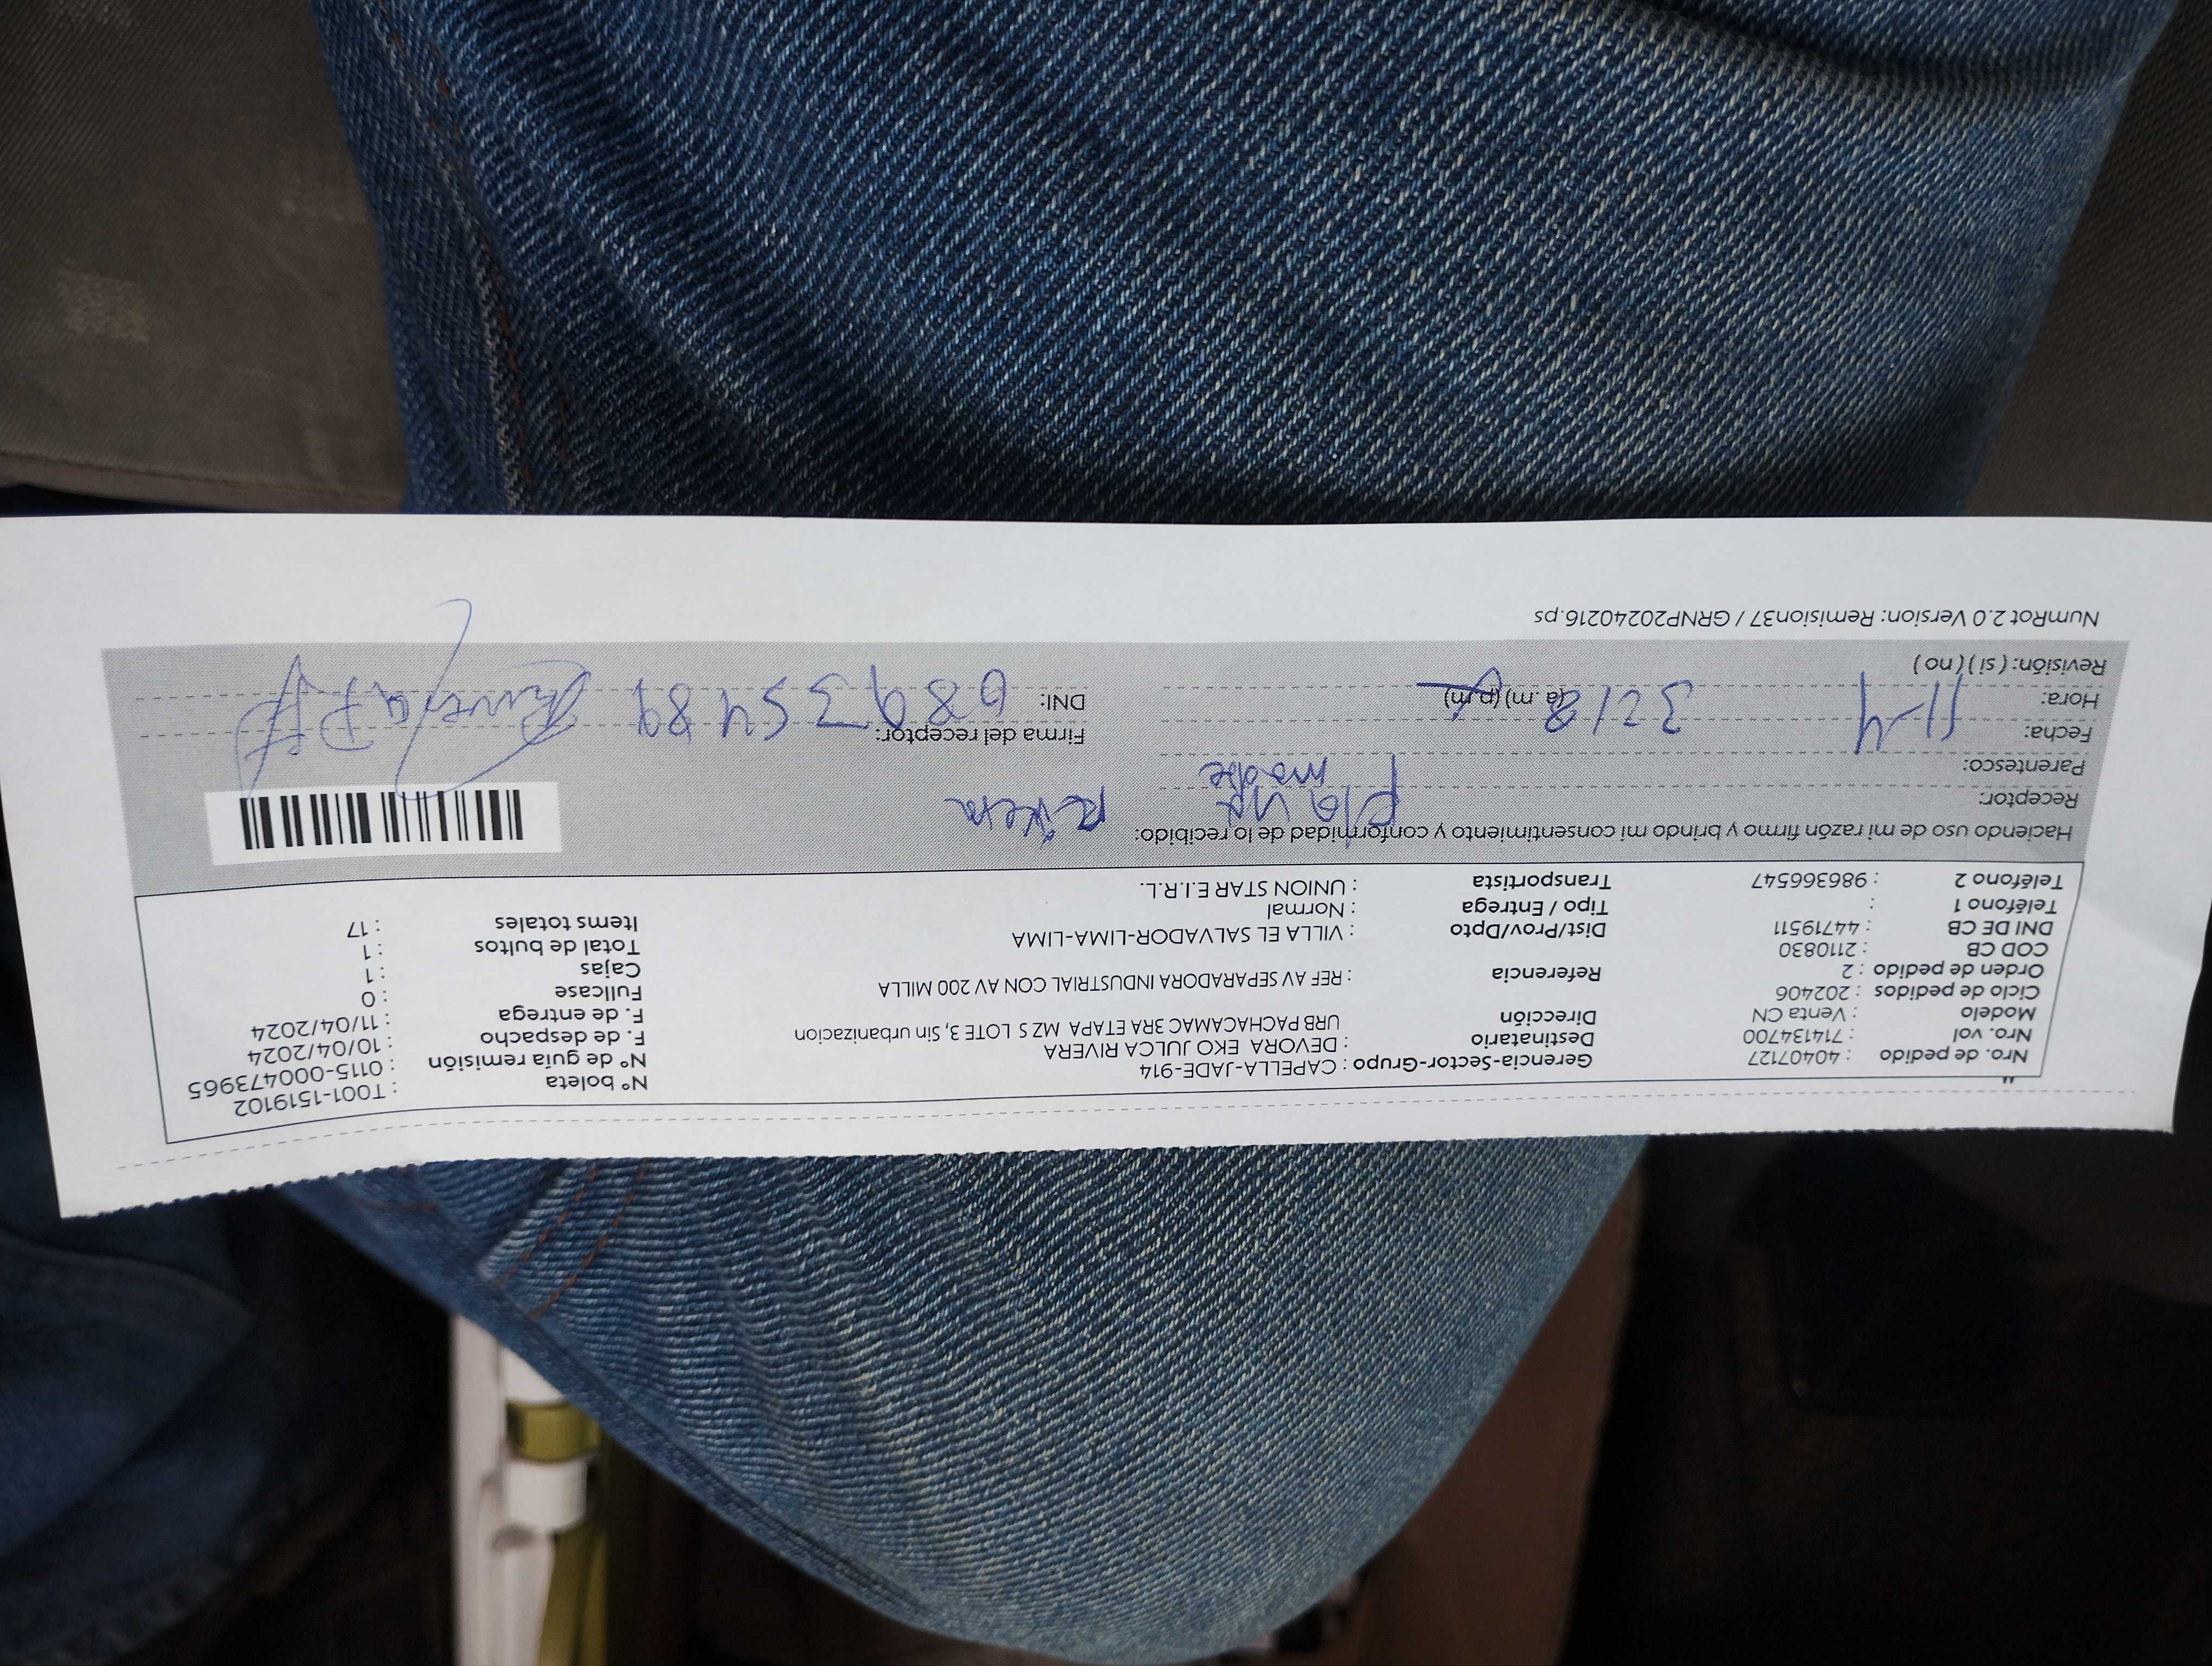 Nro. de pedido : 40407127
Nro. vol : 714134700
Modelo : Venta CN
Ciclo de pedidos : 202406
Orden de pedido : 2
COD CB : 2110830
DNI DE CB : 44719511
Teléfono 1 :
Teléfono 2 : 986366547
Gerencia-Sector-Grupo : CAPELLA-JADE-914
Destinatario : DEVORA EKO JULCA RIVERA
Dirección URB PACHACAMAC 3RA ETAPA MZ S LOTE 3, Sin urbanizacion
Referencia : REF AV SEPARADORA INDUSTRIAL CON AV 200 MILLA
Dist/Prov/Dpto : VILLA EL SALVADOR-LIMA-LIMA
Tipo / Entrega : Normal
Transportista : UNION STAR E.I.R.L.
N° boleta : T001-1519102
N° de guía remisión : 0115-000473965
F. de despacho : 10/04/2024
F. de entrega : 11/04/2024
Fullcase : 0
Cajas : 1
Total de bultos : 1
Items totales : 17
Haciendo uso de mi razón firmo y brindo mi consentimiento y conformidad de lo recibido:
Receptor:
Parentesco: madre
Fecha: 11-4
Hora: (a.m) (p.m)
Revisión: ( si ) ( no )
Firma del receptor:
DNI:
NumRot 2.0 Version: Remision37 / GRNP20240216.ps